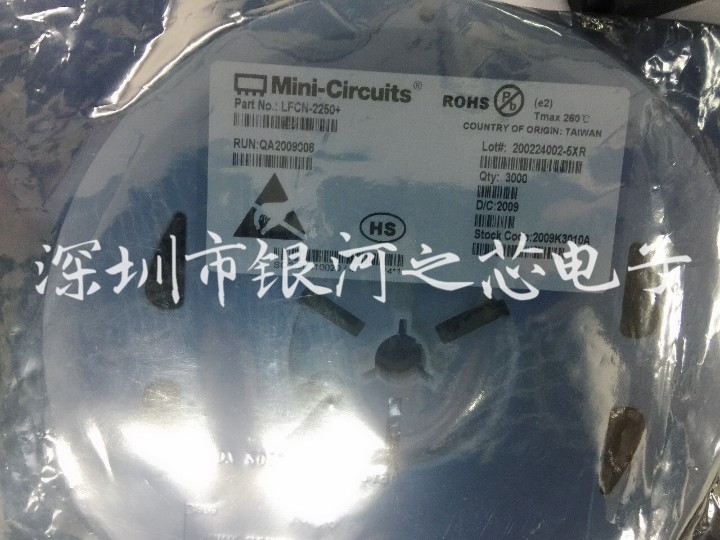 Mini-Circuits®
Part No.: LFCN-2250+
RUN:QA2009008
ROHS Pb (e2)
Tmax 260℃
COUNTRY OF ORIGIN: TAIWAN
Lot#: 200224002-5XR
Qty: 3000
D/C:2009
Stock Code:2009K3010A
HS
深圳市银河之芯电子